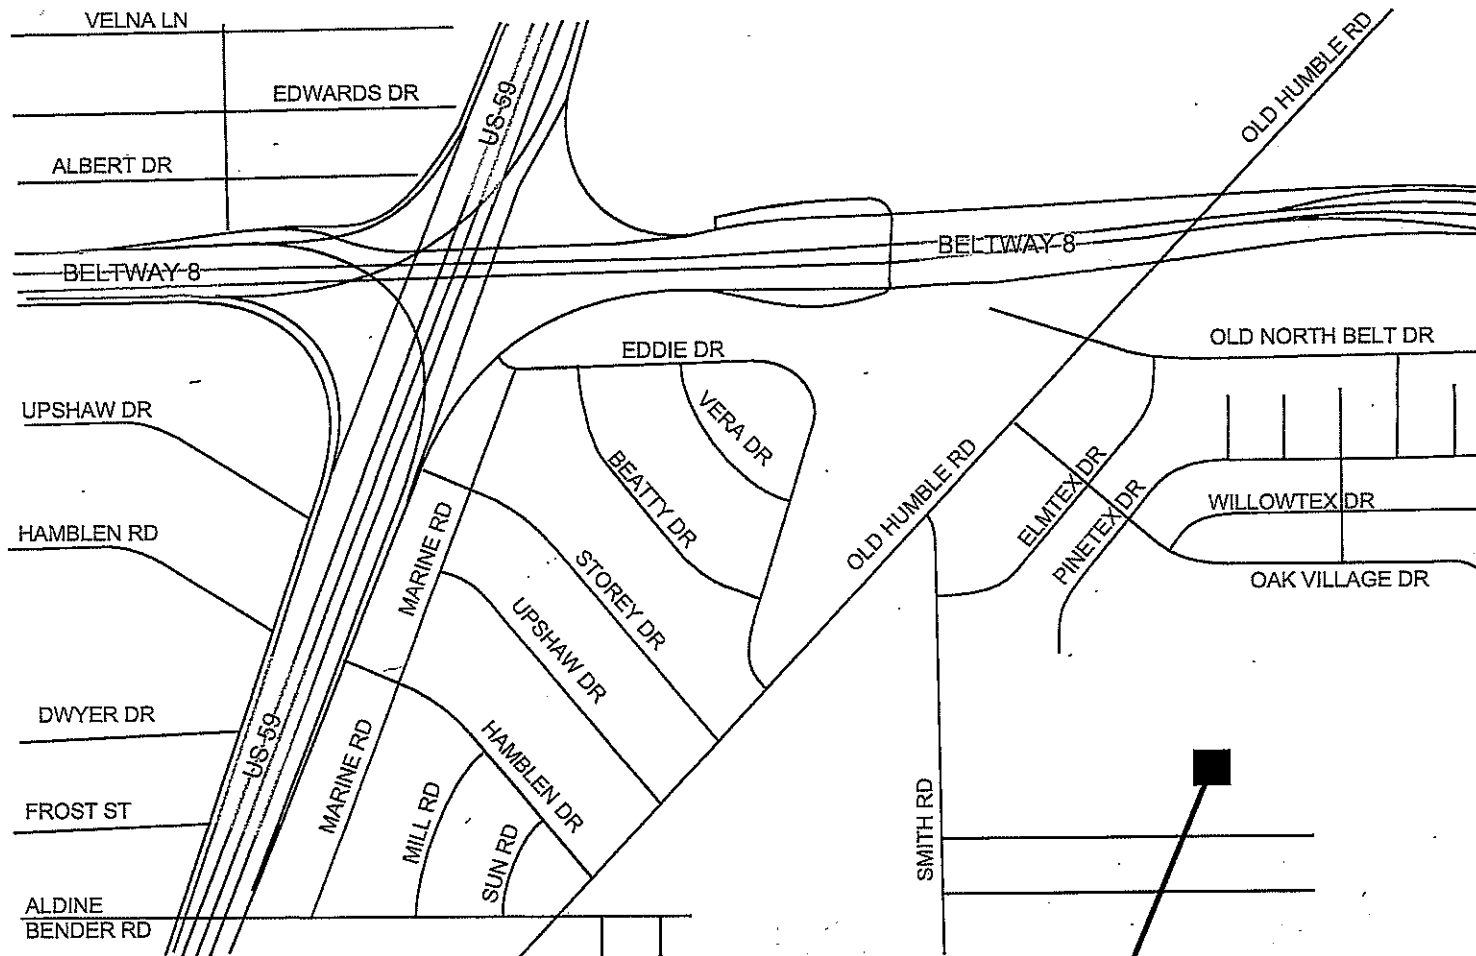 VELNA LN
OLD HUMBLE RD
EDWARDS DR
US-59
ALBERT DR
BELTWAY 8
BELTWAY 8
OLD NORTH BELT DR
EDDIE DR
UPSHAW DR
VERA DR
BEATTY DR
OLD HUMBLE RD
ELMTEX DR
PINETEX DR
WILLOWTEX DR
HAMBLEN RD
MARINE RD
STOREY DR
OAK VILLAGE DR
UPSHAW DR
DWYER DR
US-59
MARINE RD
HAMBLEN DR
FROST ST
MILL RD
SUN RD
SMITH RD
ALDINE
BENDER RD